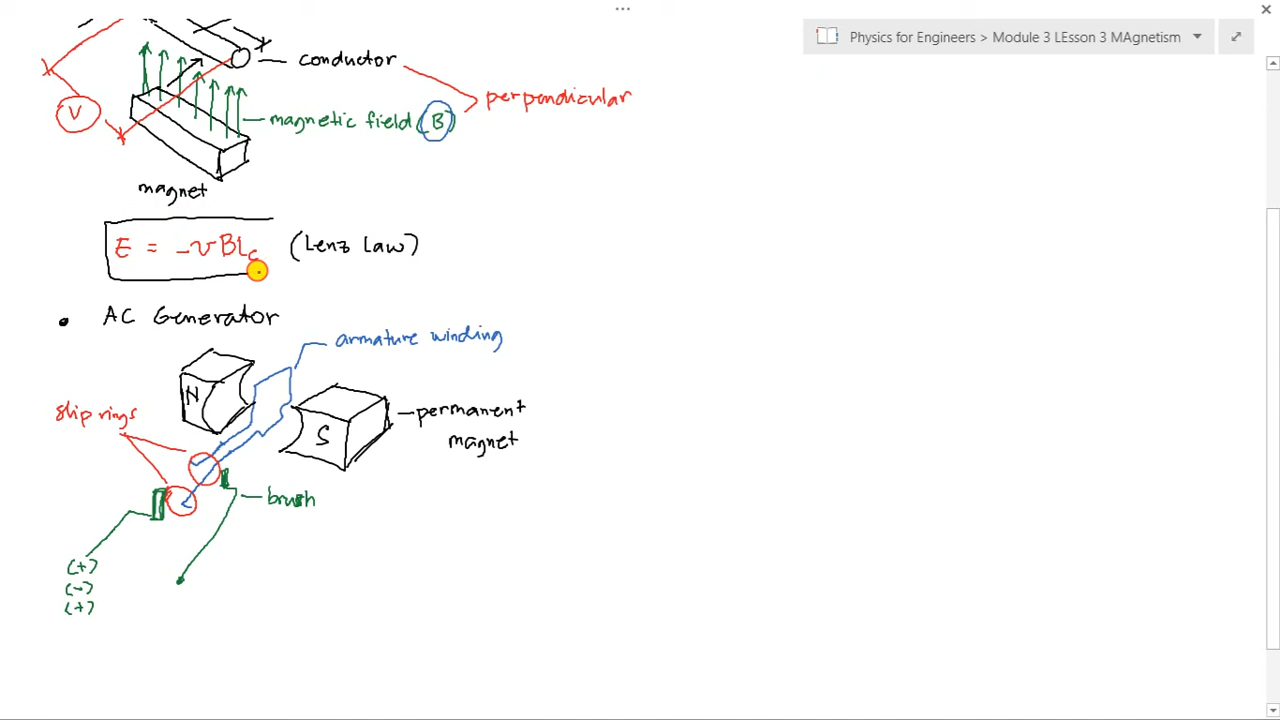 Physics for Engineers > Module 3 LEsson 3 MAgnetism
conductor
perpendicular
V
magnetic field (B)
magnet
E = -vBLc (Lenz Law)
• AC Generator
armature winding
N
slip rings
permanent
magnet
S
brush
(+)
(-)
(+)